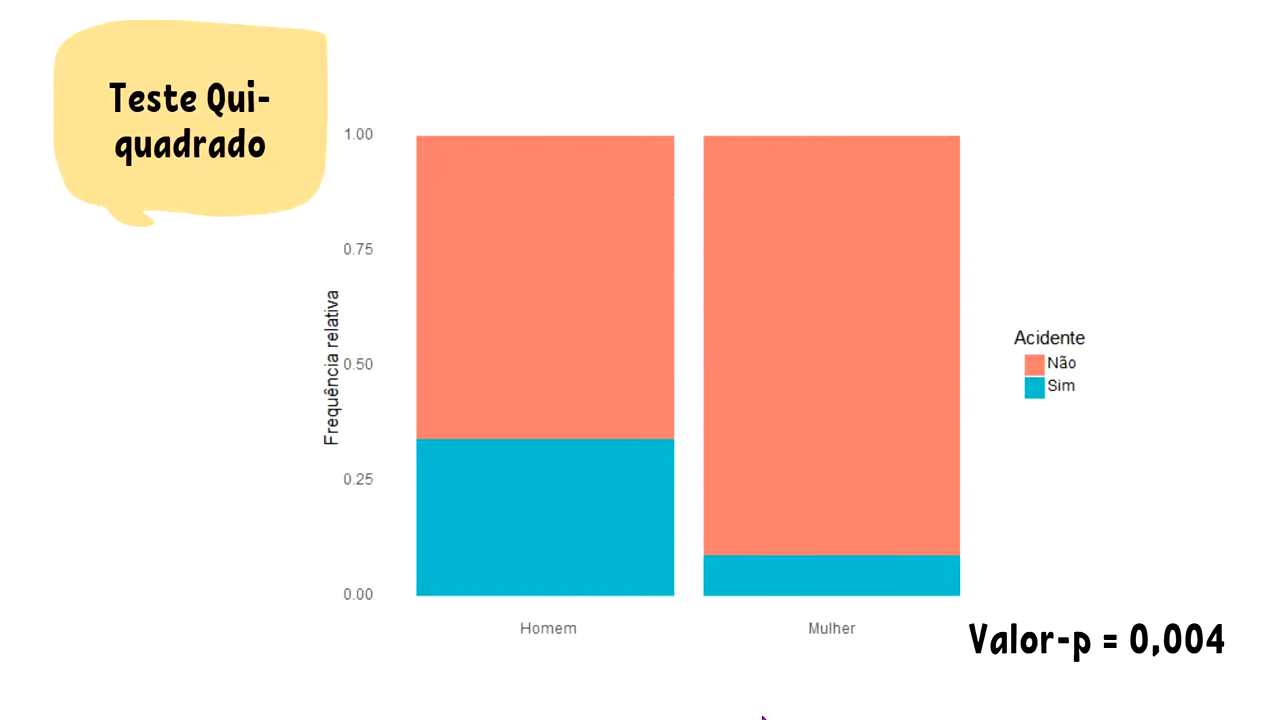 Teste Qui-
quadrado
1.00
0.75
0.50
0.25
0.00
Frequência relativa
Homem
Mulher
Acidente
Não
Sim
Valor-p = 0,004